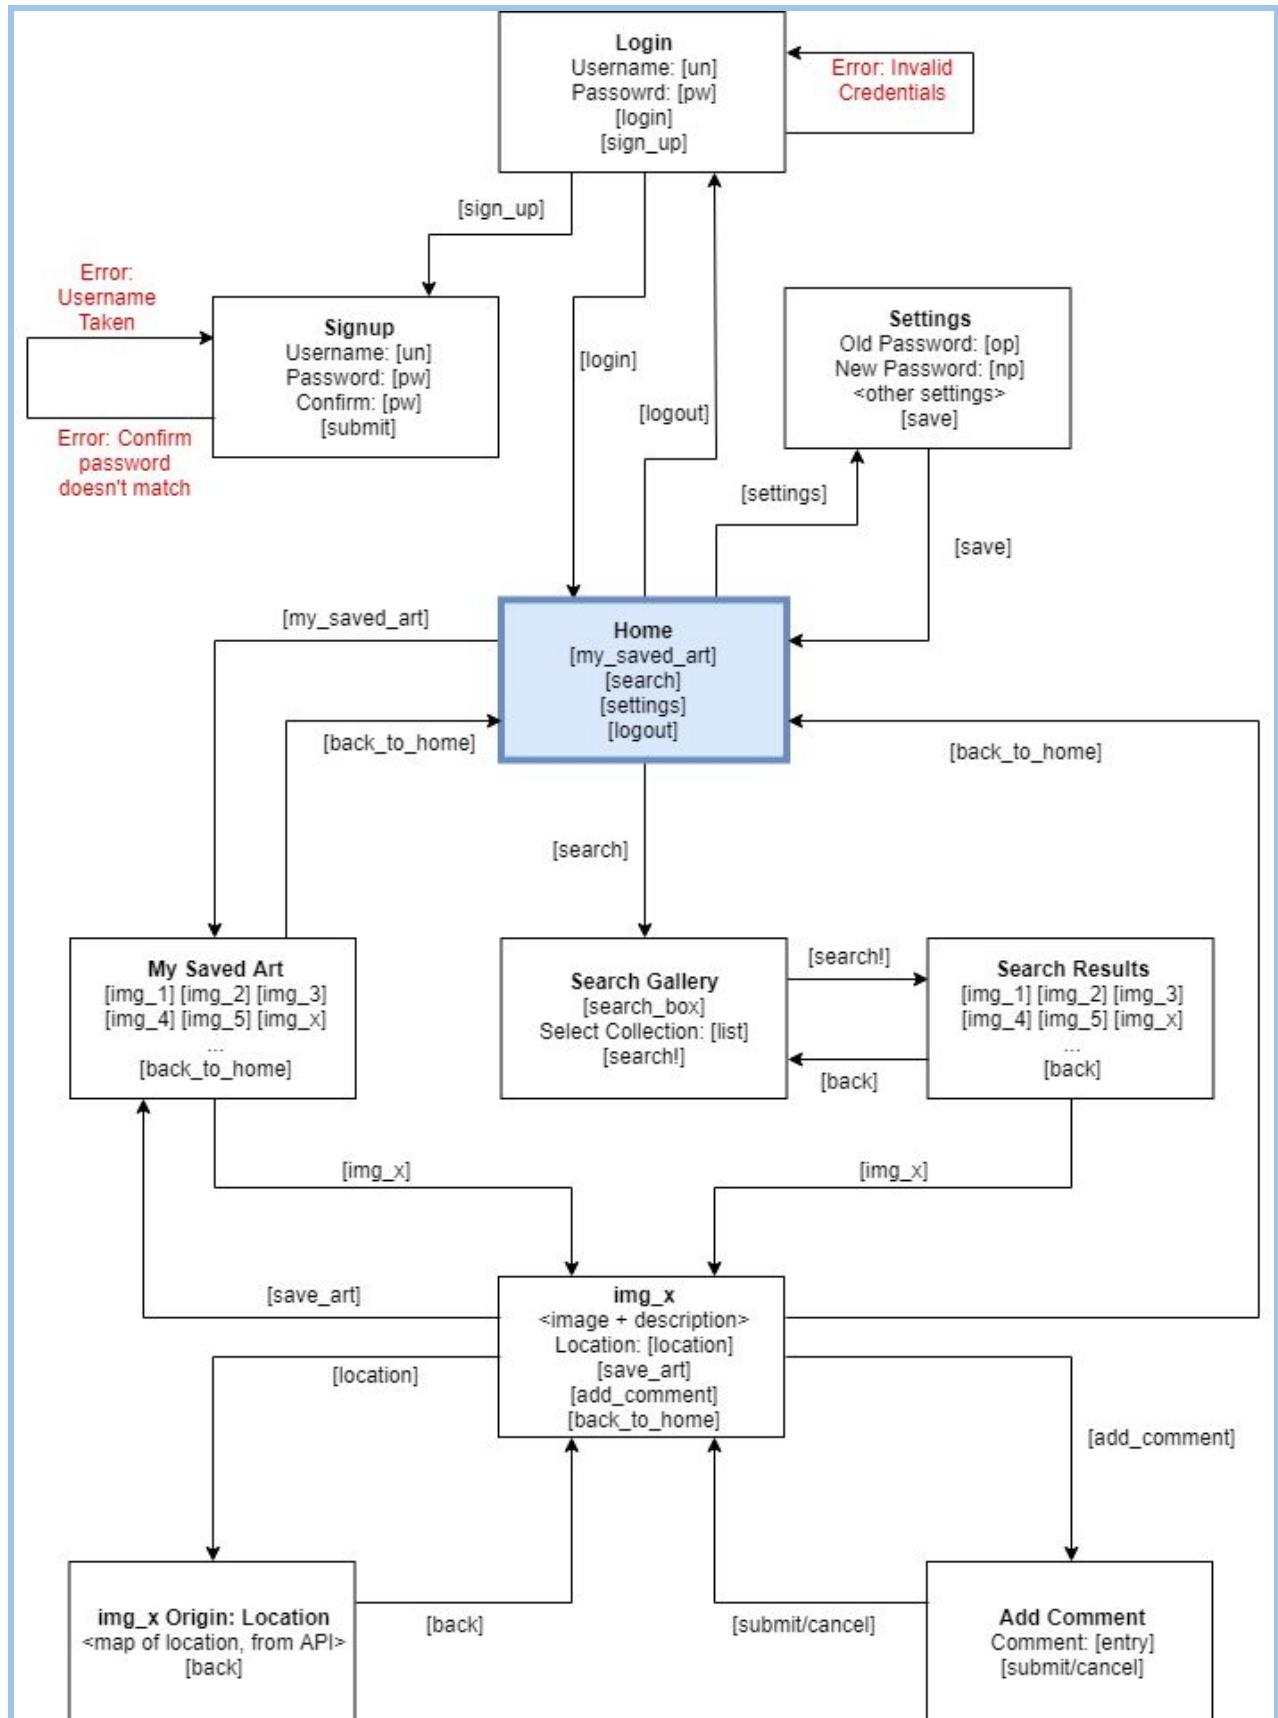 Login
Username: [un]
Passowrd: [pw]
[login]
[sign_up]
Error: Invalid
Credentials
[sign_up]
Error:
Username
Taken
Signup
Username: [un]
Password: [pw]
Confirm: [pw]
[submit]
Error: Confirm
password
doesn't match
[login]
[logout]
Settings
Old Password: [op]
New Password: [np]
<other settings>
[save]
[settings]
[save]
[my_saved_art]
Home
[my_saved_art]
[search]
[settings]
[logout]
[back_to_home]
[back_to_home]
[search]
My Saved Art
[img_1] [img_2] [img_3]
[img_4] [img_5] [img_x]
...
[back_to_home]
Search Gallery
[search_box]
Select Collection: [list]
[search!]
[search!]
[back]
Search Results
[img_1] [img_2] [img_3]
[img_4] [img_5] [img_x]
...
[back]
[img_x]
[img_x]
[save_art]
img_x
<image + description>
Location: [location]
[save_art]
[add_comment]
[back_to_home]
[location]
[add_comment]
img_x Origin: Location
<map of location, from API>
[back]
[back]
[submit/cancel]
Add Comment
Comment: [entry]
[submit/cancel]